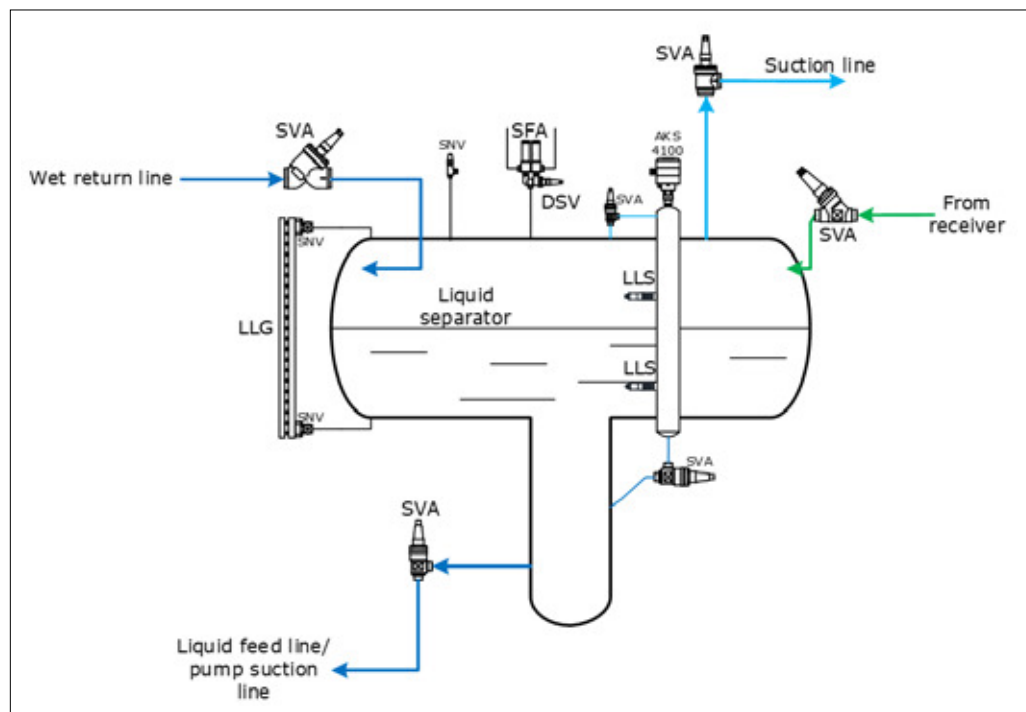 SVA
Suction line
SVA
SNV
SFA
AKS
4100
Wet return line
DSV
SVA
From
receiver
SVA
SNV
LLS
Liquid
separator
LLG
LLS
SNV
SVA
SVA
Liquid feed line/
pump suction
line